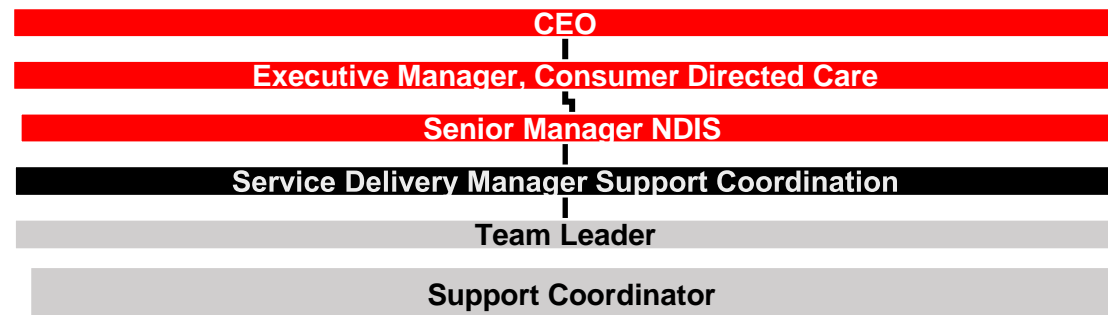 CEO
Executive Manager, Consumer Directed Care
Senior Manager NDIS
Service Delivery Manager Support Coordination
Team Leader
Support Coordinator